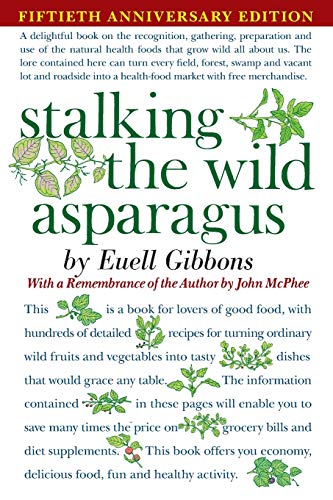 FIFTIETH ANNIVERSARY EDITION
A delightful book on the recognition, gathering, preparation and
use of the natural health foods that grow wild all about us. The
lore contained here can turn every field, forest, swamp and vacant
lot and roadside into a health-food market with free merchandise.
stalking
the wild
asparagus
by Euell Gibbons
With a Remembrance of the Author by John McPhee
This is a book for lovers of good food, with
hundreds of detailed recipes for turning ordinary
wild fruits and vegetables into tasty dishes
that would grace any table. The information
contained in these pages will enable you to
save many times the price on grocery bills and
diet supplements. This book offers you economy,
delicious food, fun and healthy activity.